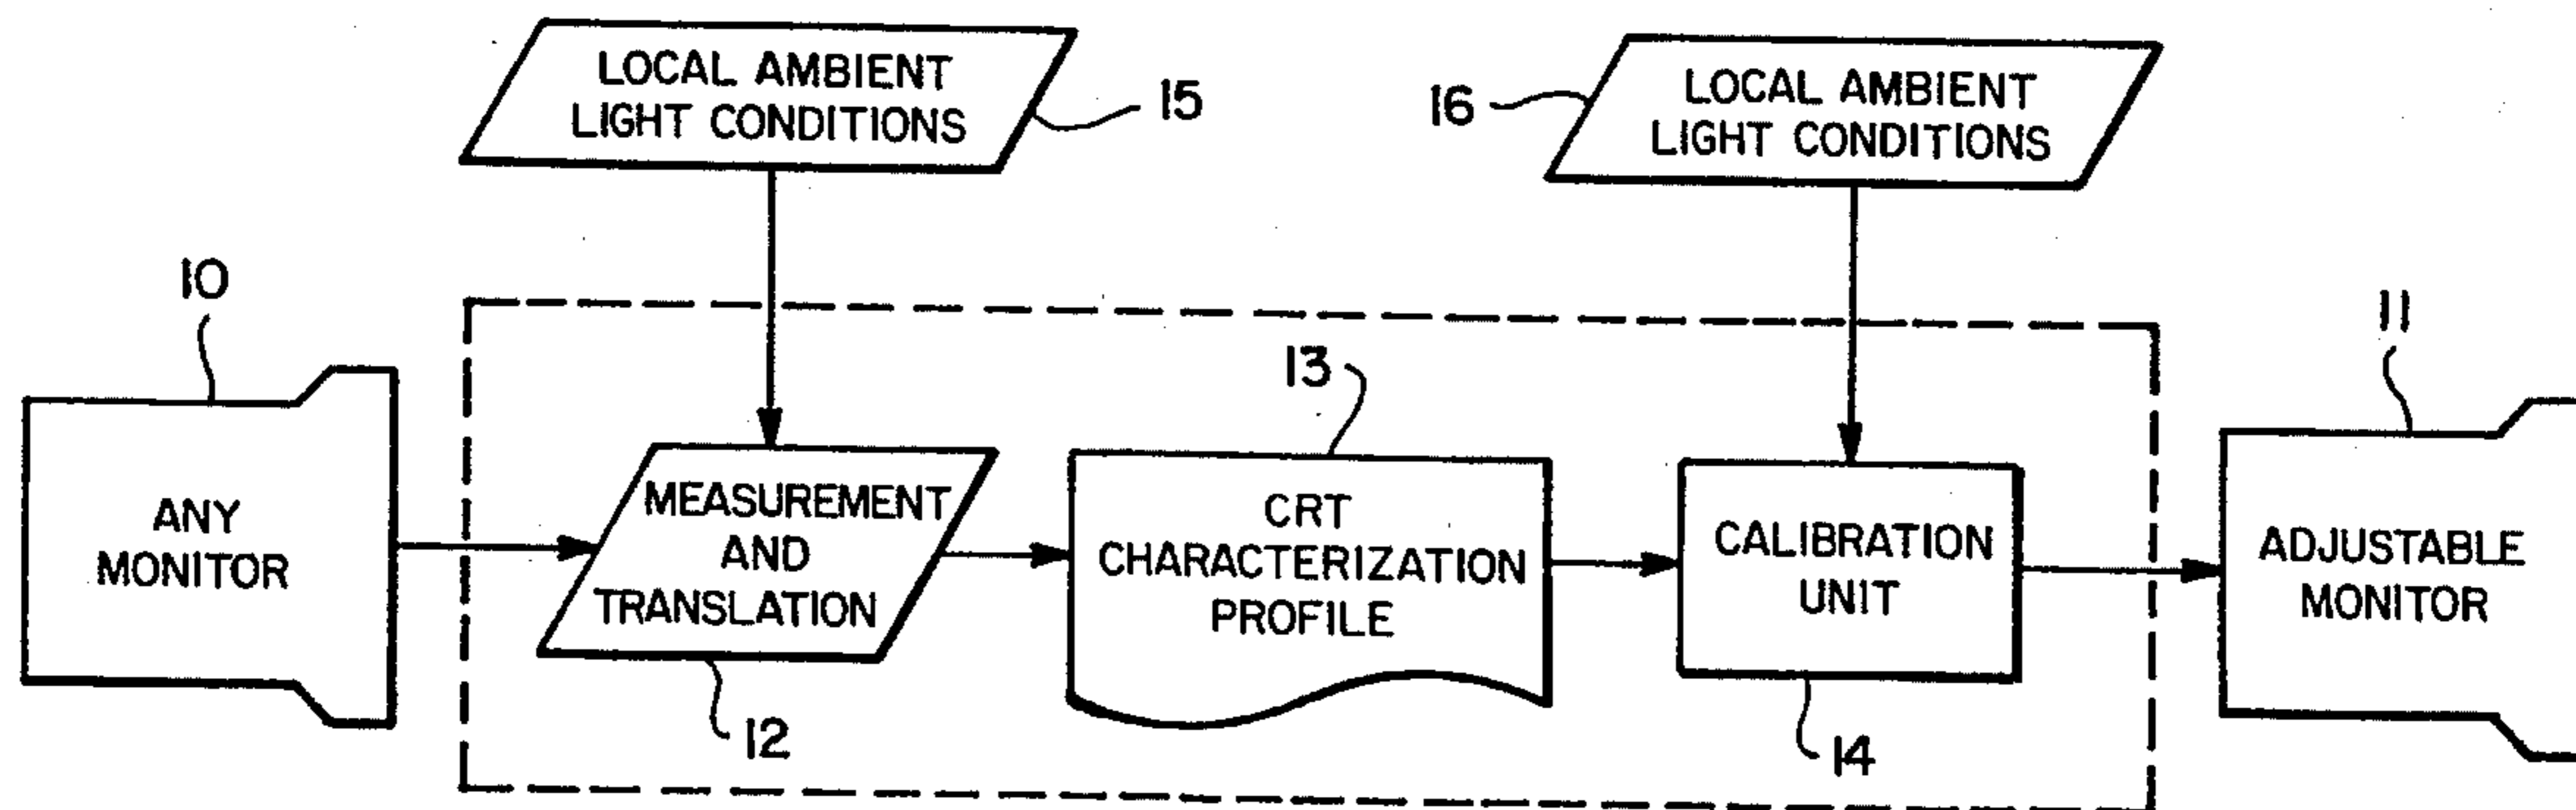 LOCAL AMBIENT
LIGHT CONDITIONS
15
16
LOCAL AMBIENT
LIGHT CONDITIONS
10
11
13
ANY
MONITOR
MEASUREMENT
AND
TRANSLATION
CRT
CHARACTERIZATION
PROFILE
CALIBRATION
UNIT
ADJUSTABLE
MONITOR
12
14